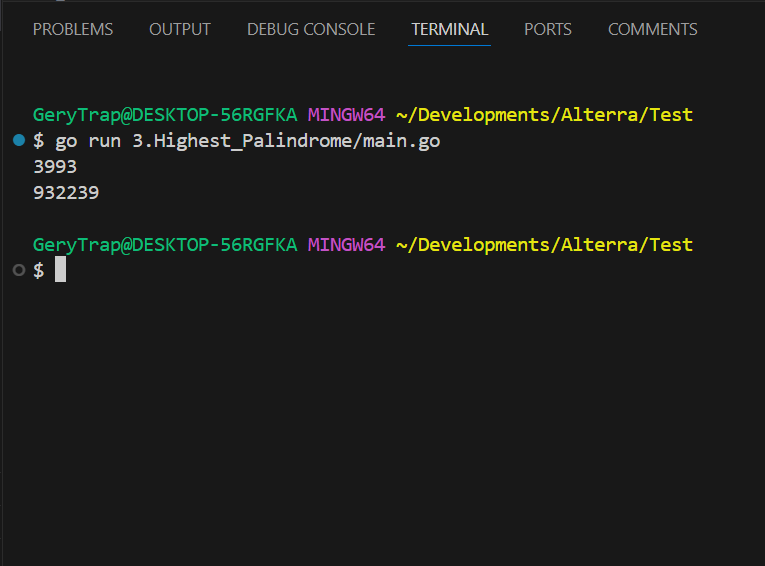 PROBLEMS OUTPUT DEBUG CONSOLE TERMINAL PORTS COMMENTS
GeryTrap@DESKTOP-56RGFKA MINGW64 ~/Developments/Alterra/Test
$ go run 3.Highest_Palindrome/main.go
3993
932239
GeryTrap@DESKTOP-56RGFKA MINGW64 ~/Developments/Alterra/Test
$